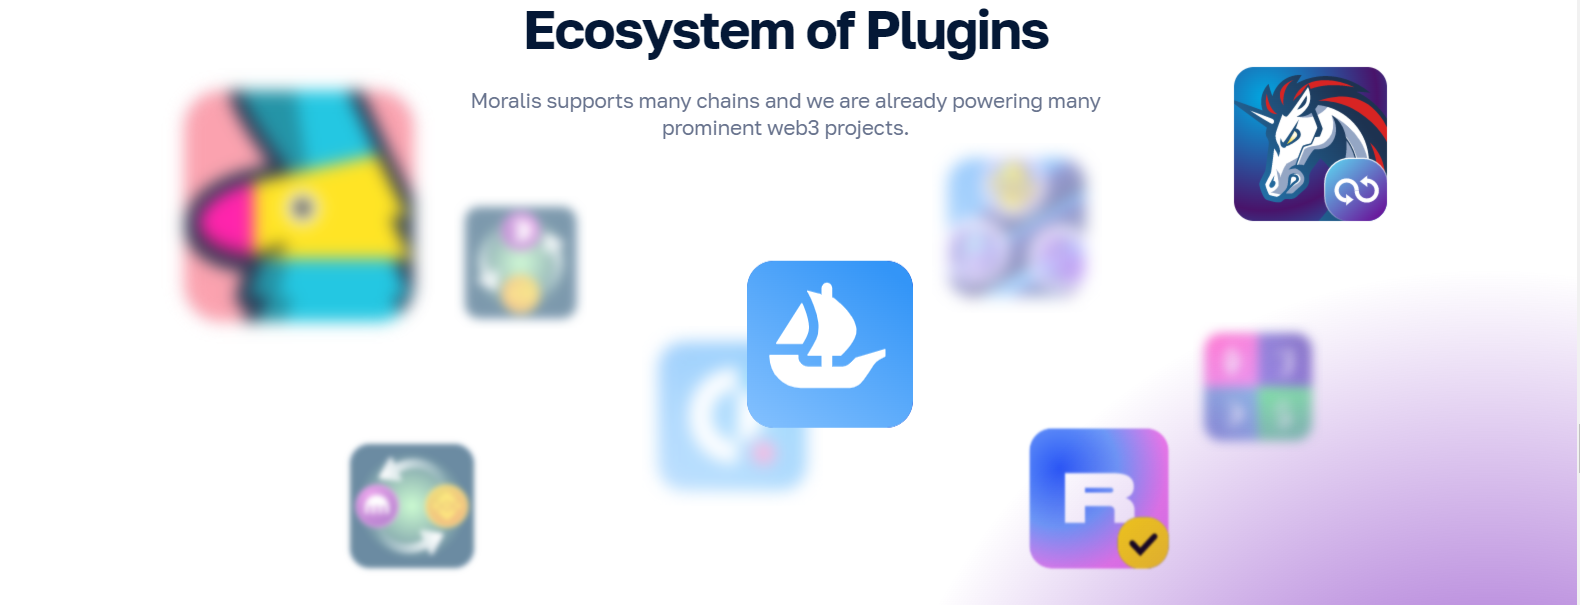 Ecosystem of Plugins
Moralis supports many chains and we are already powering many
prominent web3 projects.
R